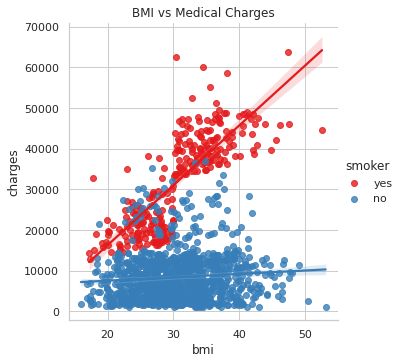 BMI vs Medical Charges
70000
60000
50000
40000
30000
20000
10000
0
charges
20 30 40 50
bmi
smoker
yes
no